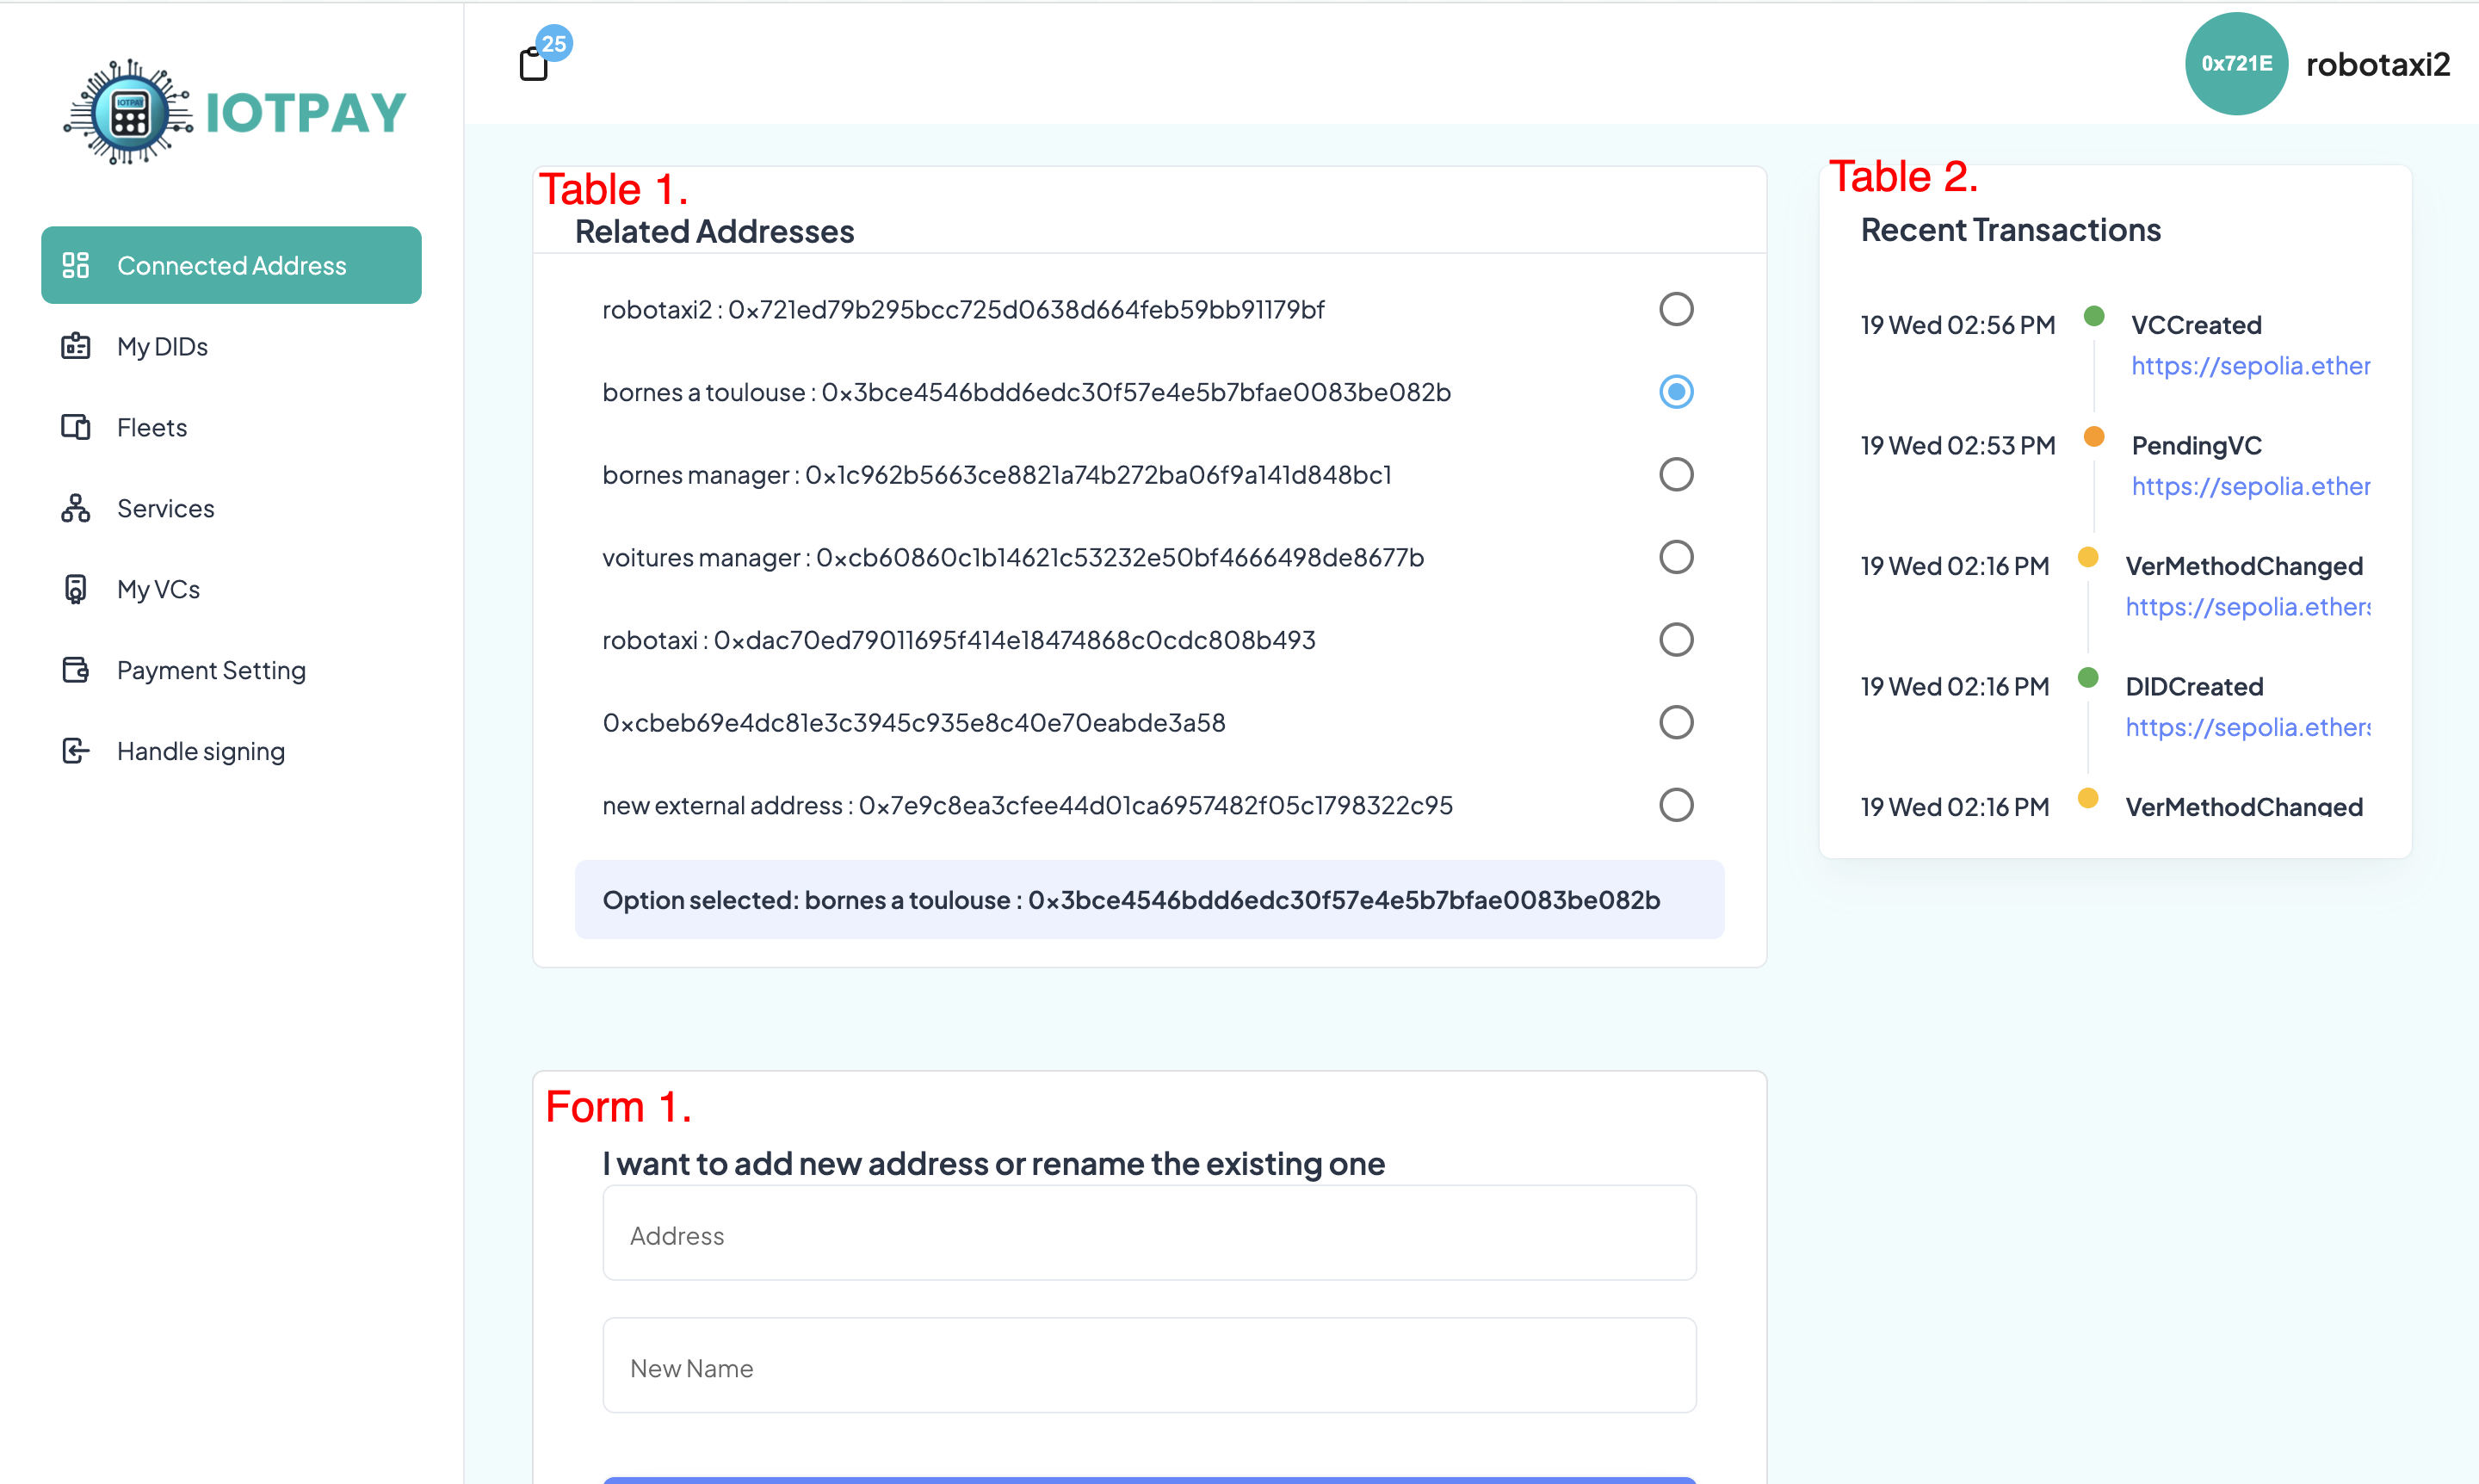 IOTPAY
IOTPAY
Connected Address
My DIDs
Fleets
Services
My VCs
Payment Setting
Handle signing
25
0x721E
robotaxi2
Table 1.
Related Addresses
robotaxi2 : 0x721ed79b295bcc725d0638d664feb59bb91179bf
bornes a toulouse : 0x3bce4546bdd6edc30f57e4e5b7bfae0083be082b
bornes manager : 0x1c962b5663ce8821a74b272ba06f9a141d848bc1
voitures manager : 0xcb60860c1b14621c53232e50bf4666498de8677b
robotaxi : 0xdac70ed79011695f414e18474868c0cdc808b493
0xcbeb69e4dc81e3c3945c935e8c40e70eabde3a58
new external address : 0x7e9c8ea3cfee44d01ca6957482f05c1798322c95
Option selected: bornes a toulouse : 0x3bce4546bdd6edc30f57e4e5b7bfae0083be082b
Table 2.
Recent Transactions
19 Wed 02:56 PM VCCreated
https://sepolia.ether
19 Wed 02:53 PM PendingVC
https://sepolia.ether
19 Wed 02:16 PM VerMethodChanged
https://sepolia.ethers
19 Wed 02:16 PM DIDCreated
https://sepolia.ethers
19 Wed 02:16 PM VerMethodChanged
Form 1.
I want to add new address or rename the existing one
Address
New Name